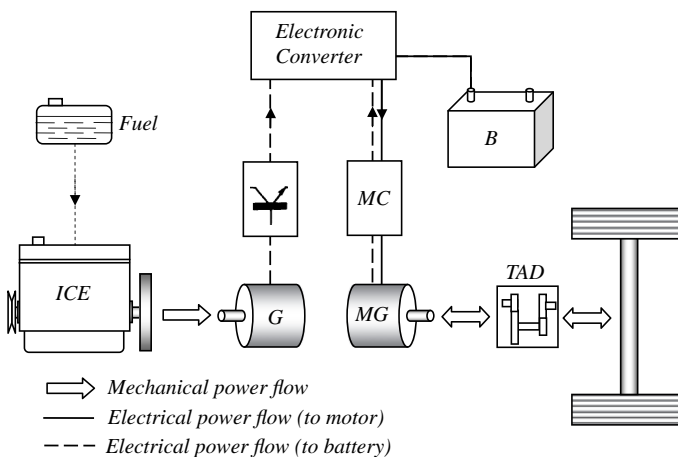 Electronic
Converter
Fuel
B
MC
ICE
G
MG
TAD
Mechanical power flow
Electrical power flow (to motor)
Electrical power flow (to battery)